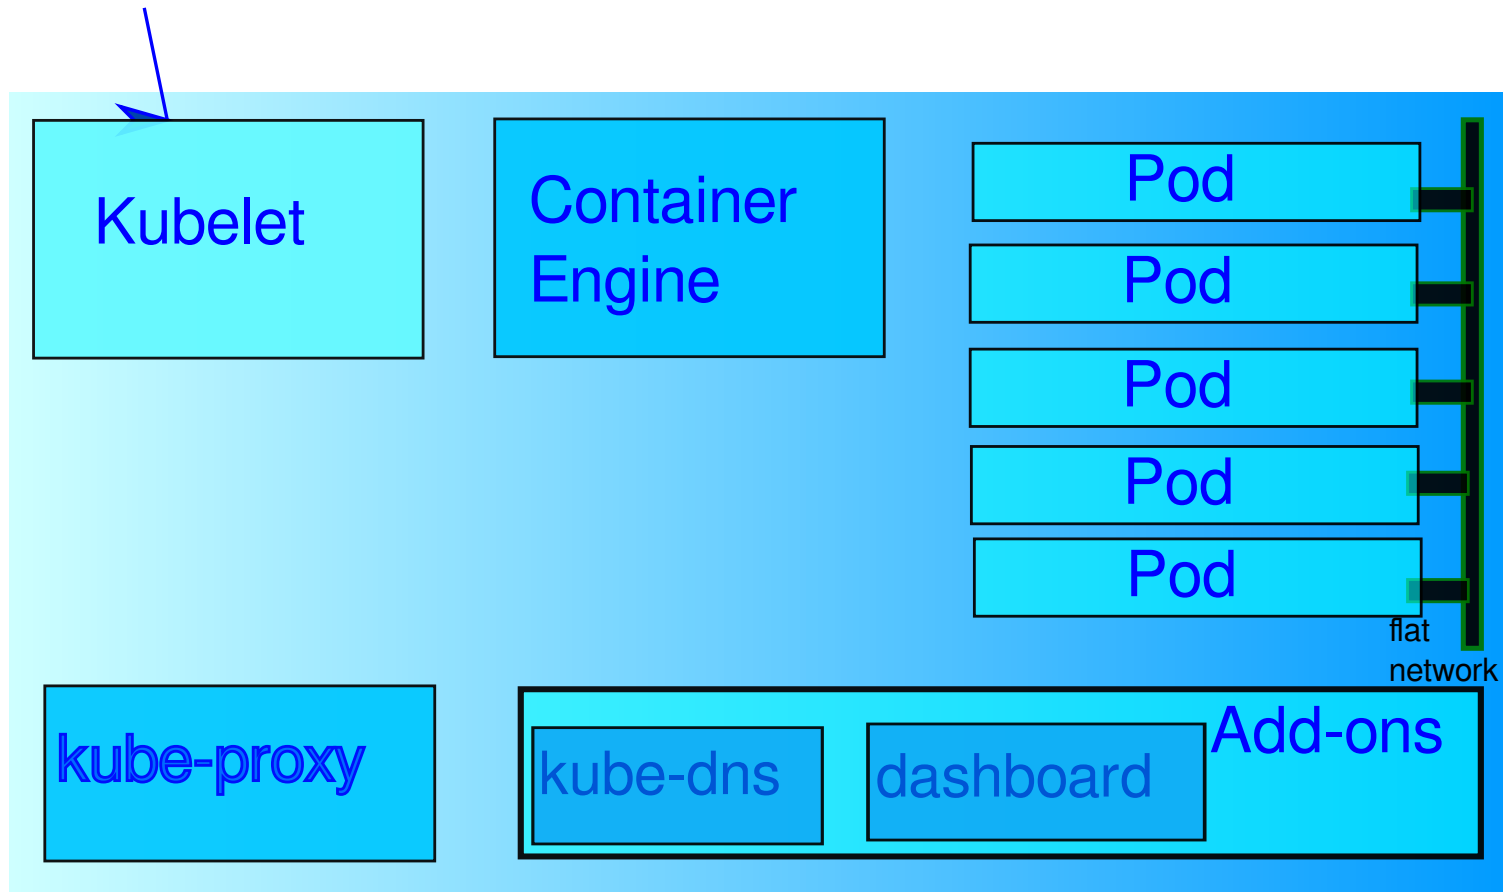 Kubelet
Container
Engine
Pod
Pod
Pod
Pod
Pod
flat
network
kube-proxy
kube-dns
dashboard
Add-ons